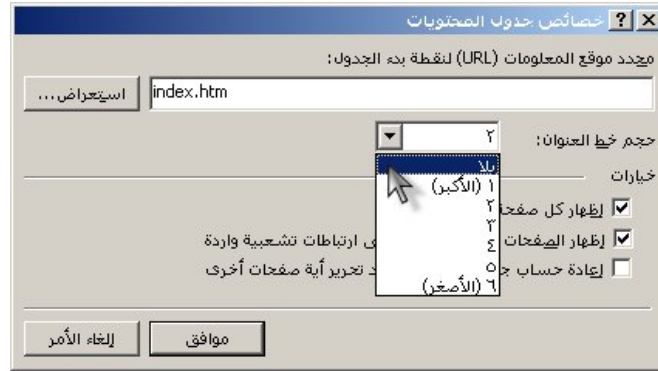 خصائص جدول المحتويات
محدد موقع المعلومات (URL) لنقطة بدء الجدول:
index.htm استعراض...
حجم خط العنوان: ٢
بلا
خيارات
١ (الأكبر)
إظهار كل صفحة
٢
٣
إظهار الصفحات ارتباطات تشعبية واردة
٤
إعادة حساب تحرير أية صفحات أخرى
٥
٦ (الأصغر)
موافق إلغاء الأمر